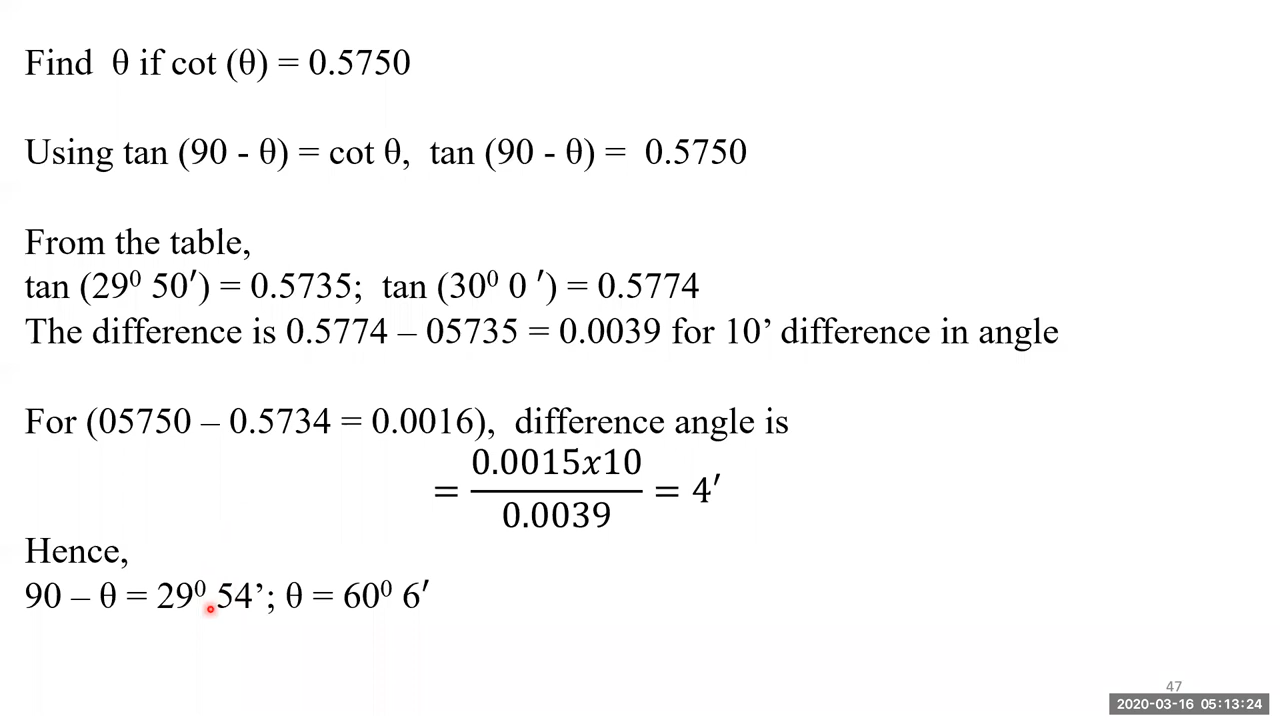 Find θ if cot (θ) = 0.5750
Using tan (90 - θ) = cot θ, tan (90 - θ) = 0.5750
From the table,
tan (29⁰ 50′) = 0.5735; tan (30⁰ 0 ′) = 0.5774
The difference is 0.5774 – 05735 = 0.0039 for 10’ difference in angle
For (05750 – 0.5734 = 0.0016), difference angle is
= 0.0015x10 / 0.0039 = 4′
Hence,
90 – θ = 29⁰ 54’; θ = 60⁰ 6′
47
2020-03-16 05:13:24